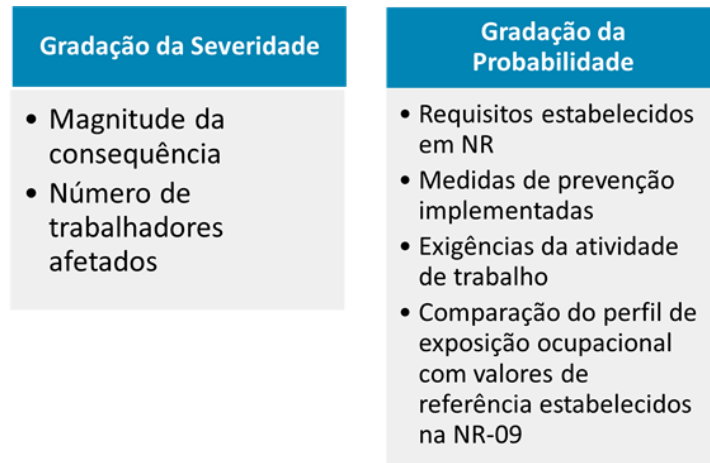 Gradação da Severidade
• Magnitude da
consequência
• Número de
trabalhadores
afetados
Gradação da
Probabilidade
• Requisitos estabelecidos
em NR
• Medidas de prevenção
implementadas
• Exigências da atividade
de trabalho
• Comparação do perfil de
exposição ocupacional
com valores de
referência estabelecidos
na NR-09